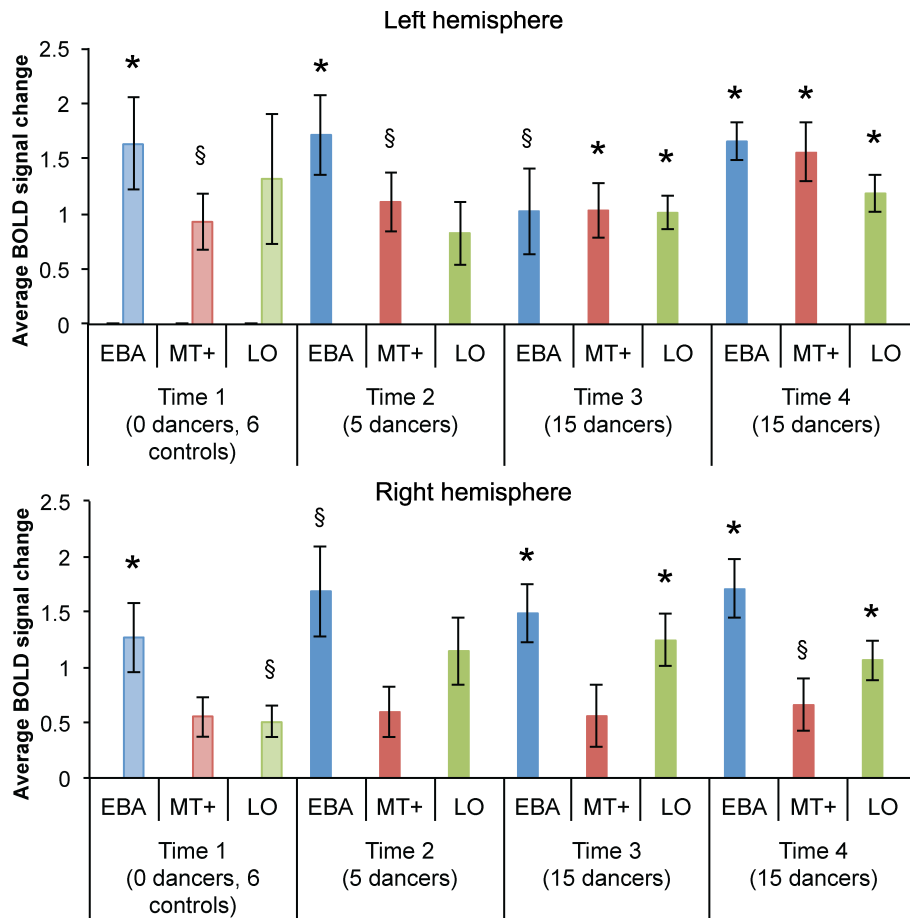 Left hemisphere
Average BOLD signal change
2.5
2
1.5
1
0.5
0
* § * § § * * * * *
EBA MT+ LO EBA MT+ LO EBA MT+ LO EBA MT+ LO
Time 1 Time 2 Time 3 Time 4
(0 dancers, 6 (5 dancers) (15 dancers) (15 dancers)
controls)
Right hemisphere
Average BOLD signal change
2.5
2
1.5
1
0.5
0
* § § * * * § *
EBA MT+ LO EBA MT+ LO EBA MT+ LO EBA MT+ LO
Time 1 Time 2 Time 3 Time 4
(0 dancers, 6 (5 dancers) (15 dancers) (15 dancers)
controls)